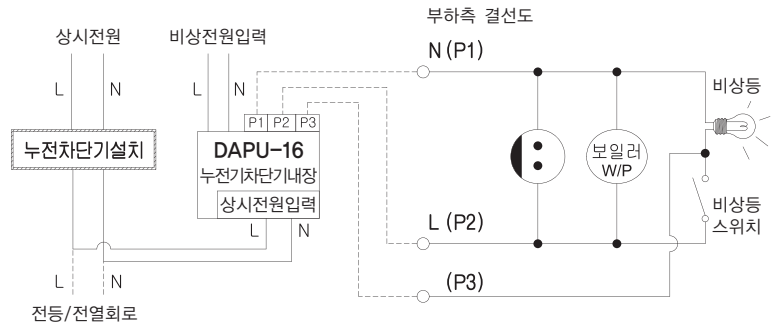 부하측 결선도
상시전원
비상전원입력
N (P1)
L N
L N
비상등
P1 P2 P3
누전차단기설치
DAPU-16
누전기차단기내장
상시전원입력
보일러
W/P
비상등
스위치
L N
L (P2)
L N
(P3)
전등/전열회로